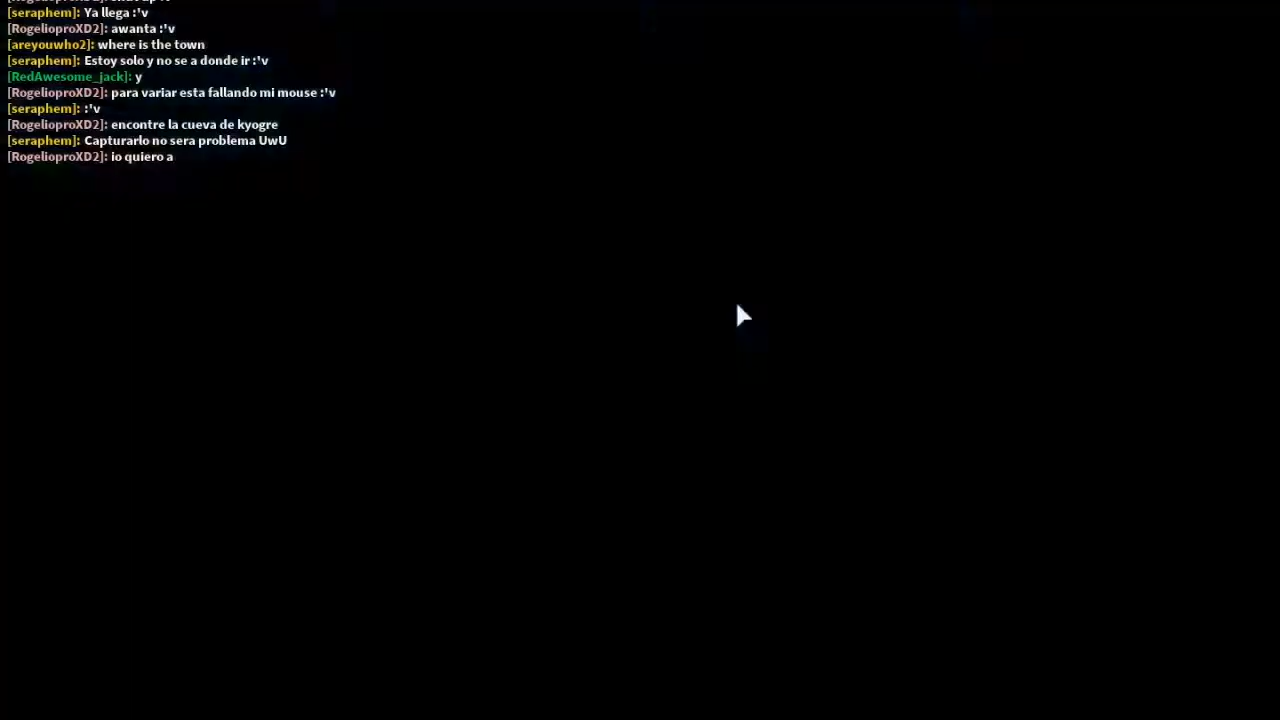 [seraphem]: Ya llega :'v
[RogelioproXD2]: awanta :'v
[areyouwho2]: where is the town
[seraphem]: Estoy solo y no se a donde ir :'v
[RedAwesome_jack]: y
[RogelioproXD2]: para variar esta fallando mi mouse :'v
[seraphem]: :'v
[RogelioproXD2]: encontre la cueva de kyogre
[seraphem]: Capturarlo no sera problema UwU
[RogelioproXD2]: io quiero a